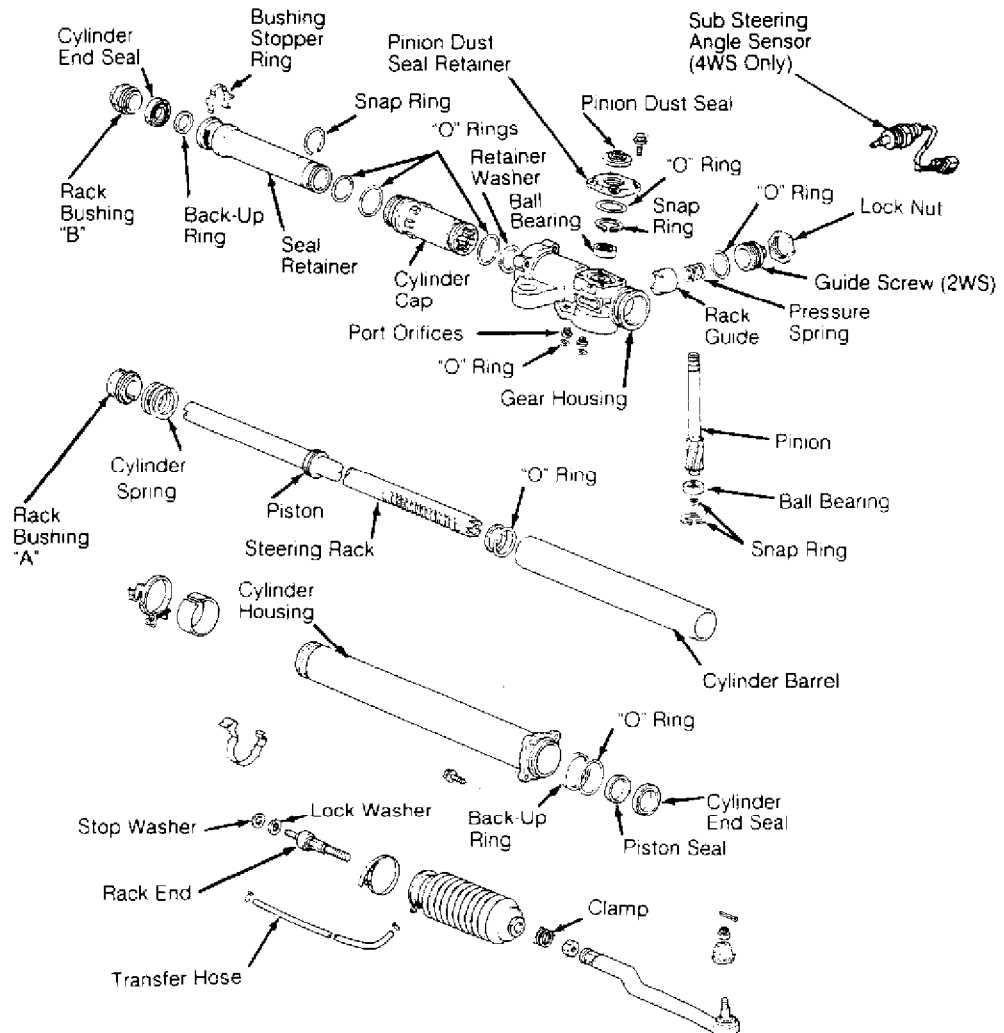 Bushing
Stopper
Ring
Cylinder
End Seal
Pinion Dust
Seal Retainer
Sub Steering
Angle Sensor
(4WS Only)
Snap Ring
Pinion Dust Seal
"O" Rings
Retainer
Washer
"O" Ring
Ball
Bearing
Snap
Ring
"O" Ring
Lock Nut
Rack
Bushing
"B"
Back-Up
Ring
Seal
Retainer
Cylinder
Cap
Guide Screw (2WS)
Rack
Guide
Pressure
Spring
Port Orifices
"O" Ring
Gear Housing
Pinion
Cylinder
Spring
Piston
"O" Ring
Ball Bearing
Rack
Bushing
"A"
Steering Rack
Snap Ring
Cylinder
Housing
Cylinder Barrel
"O" Ring
Back-Up
Ring
Cylinder
End Seal
Piston Seal
Stop Washer
Lock Washer
Rack End
Clamp
Transfer Hose